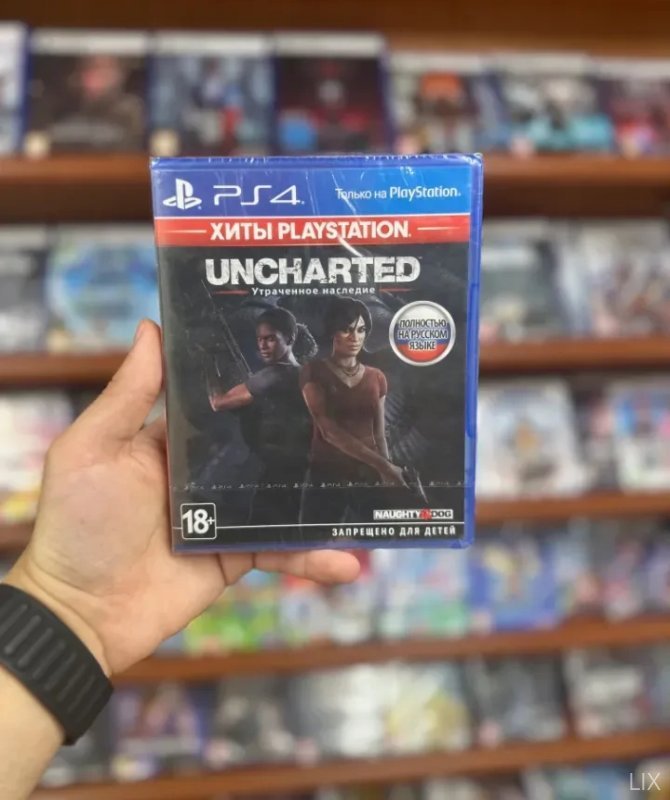 PS4
Только на PlayStation
ХИТЫ PLAYSTATION
UNCHARTED
Утраченное наследие
ПОЛНОСТЬЮ
НА РУССКОМ
ЯЗЫКЕ
18+
NAUGHTY DOG
ЗАПРЕЩЕНО ДЛЯ ДЕТЕЙ
LIX